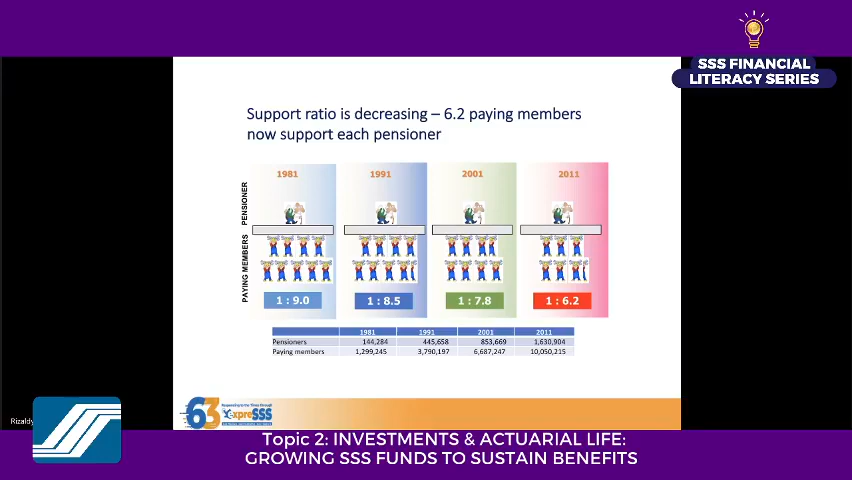 SSS FINANCIAL
LITERACY SERIES
Support ratio is decreasing – 6.2 paying members
now support each pensioner
PENSIONER
PAYING MEMBERS
1981
1991
2001
2011
1 : 9.0
1 : 8.5
1 : 7.8
1 : 6.2
1981 1991 2001 2011
Pensioners 144,284 445,658 853,669 1,630,904
Paying members 1,299,245 3,790,197 6,687,247 10,050,215
63
expreSSS
Rizaldy
Topic 2: INVESTMENTS & ACTUARIAL LIFE:
GROWING SSS FUNDS TO SUSTAIN BENEFITS